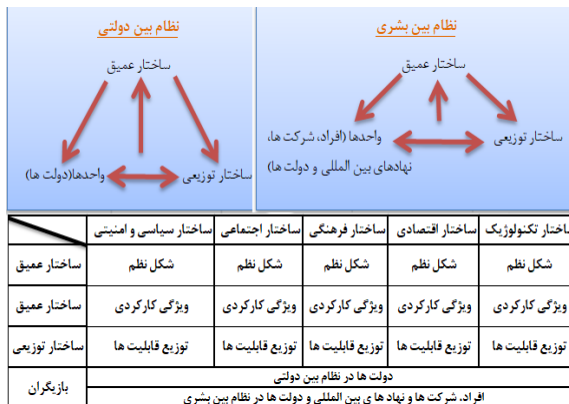 نظام بین بشری
ساختار عمیق
ساختار توزیعی
واحدها (افراد، شرکت ها،
نهادهای بین المللی و دولت ها)
نظام بین دولتی
ساختار عمیق
ساختار توزیعی
واحدها(دولت ها)
ساختار سیاسی و امنیتی ساختار اجتماعی ساختار فرهنگی ساختار اقتصادی ساختار تکنولوژیک
ساختار عمیق شکل نظم شکل نظم شکل نظم شکل نظم شکل نظم
ساختار عمیق ویژگی کارکردی ویژگی کارکردی ویژگی کارکردی ویژگی کارکردی ویژگی کارکردی
ساختار توزیعی توزیع قابلیت ها توزیع قابلیت ها توزیع قابلیت ها توزیع قابلیت ها توزیع قابلیت ها
بازیگران
دولت ها در نظام بین دولتی
افراد، شرکت ها و نهاد ها ی بین المللی و دولت ها در نظام بین بشری